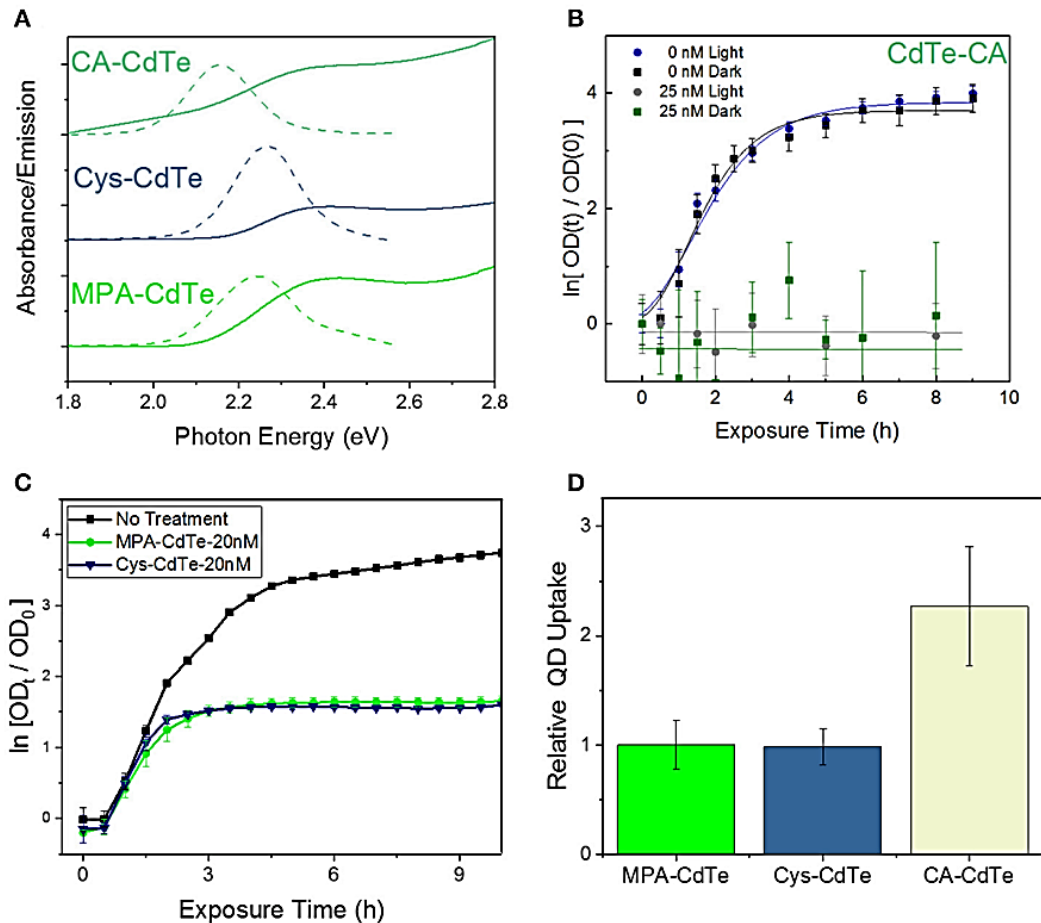 A
CA-CdTe
Cys-CdTe
MPA-CdTe
Absorbance/Emission
1.8 2.0 2.2 2.4 2.6 2.8
Photon Energy (eV)
B
CdTe-CA
0 nM Light
0 nM Dark
25 nM Light
25 nM Dark
ln[ OD(t) / OD(0) ]
4
2
0
0 2 4 6 8 10
Exposure Time (h)
C
No Treatment
MPA-CdTe-20nM
Cys-CdTe-20nM
ln [ODt / OD0]
4
3
2
1
0
0 3 6 9
Exposure Time (h)
D
Relative QD Uptake
3
2
1
0
MPA-CdTe Cys-CdTe CA-CdTe